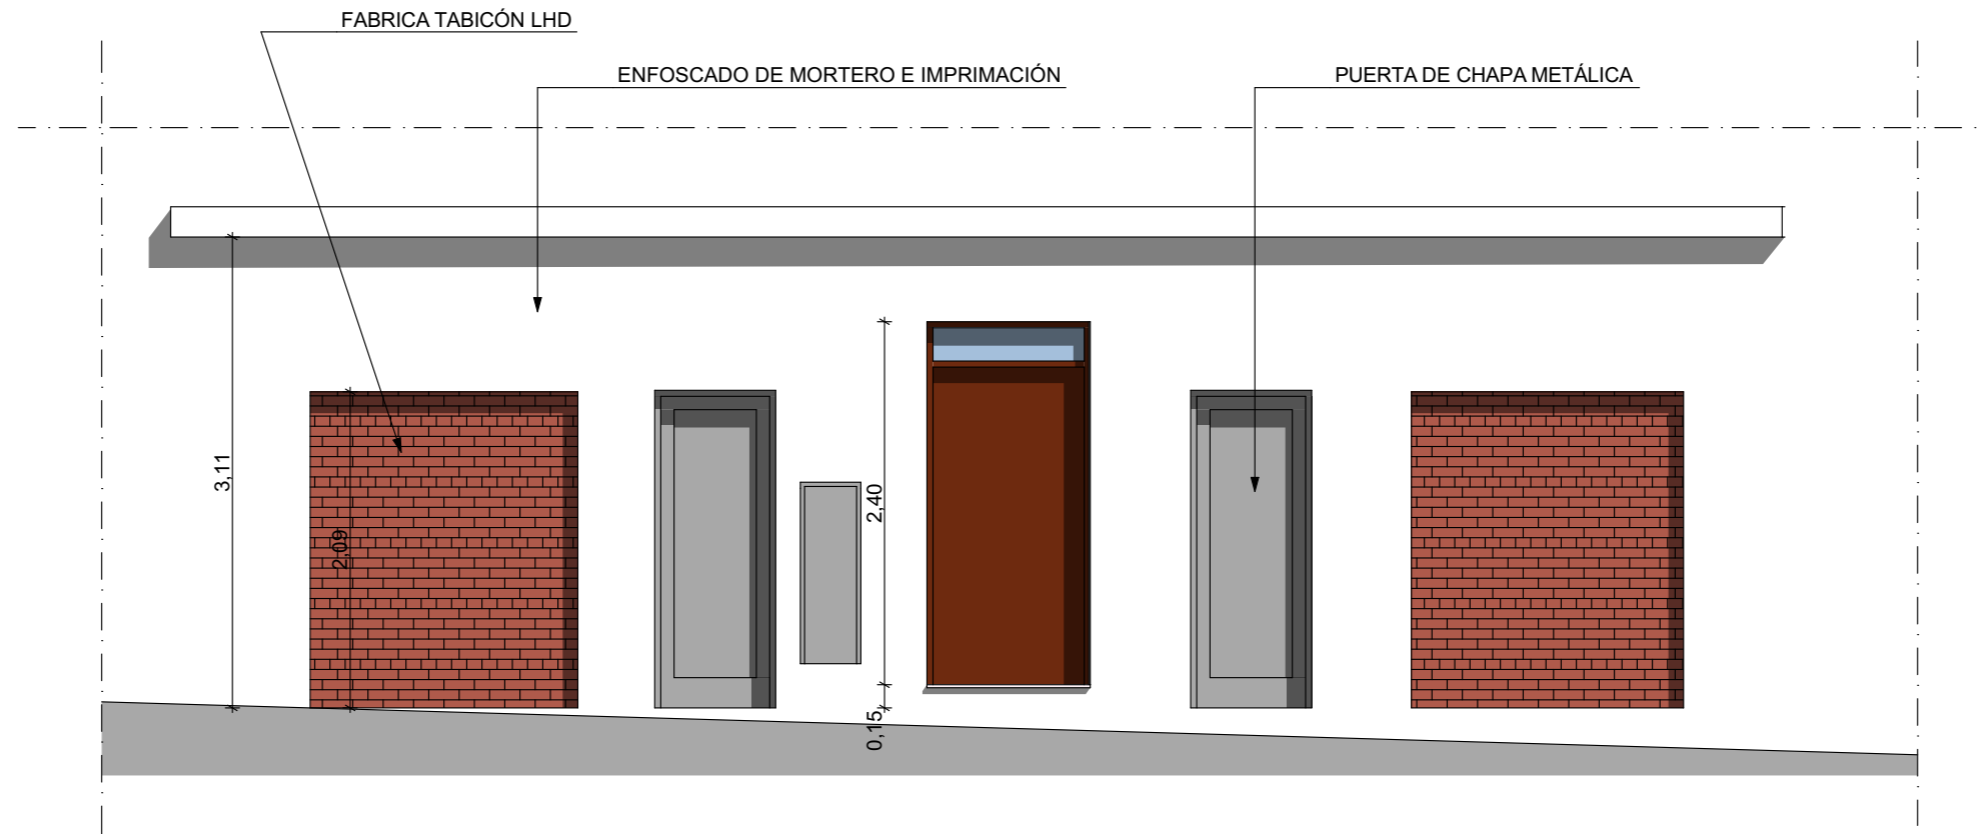 FABRICA TABICÓN LHD
ENFOSCADO DE MORTERO E IMPRIMACIÓN
PUERTA DE CHAPA METÁLICA
3,11
2,09
2,40
0,15